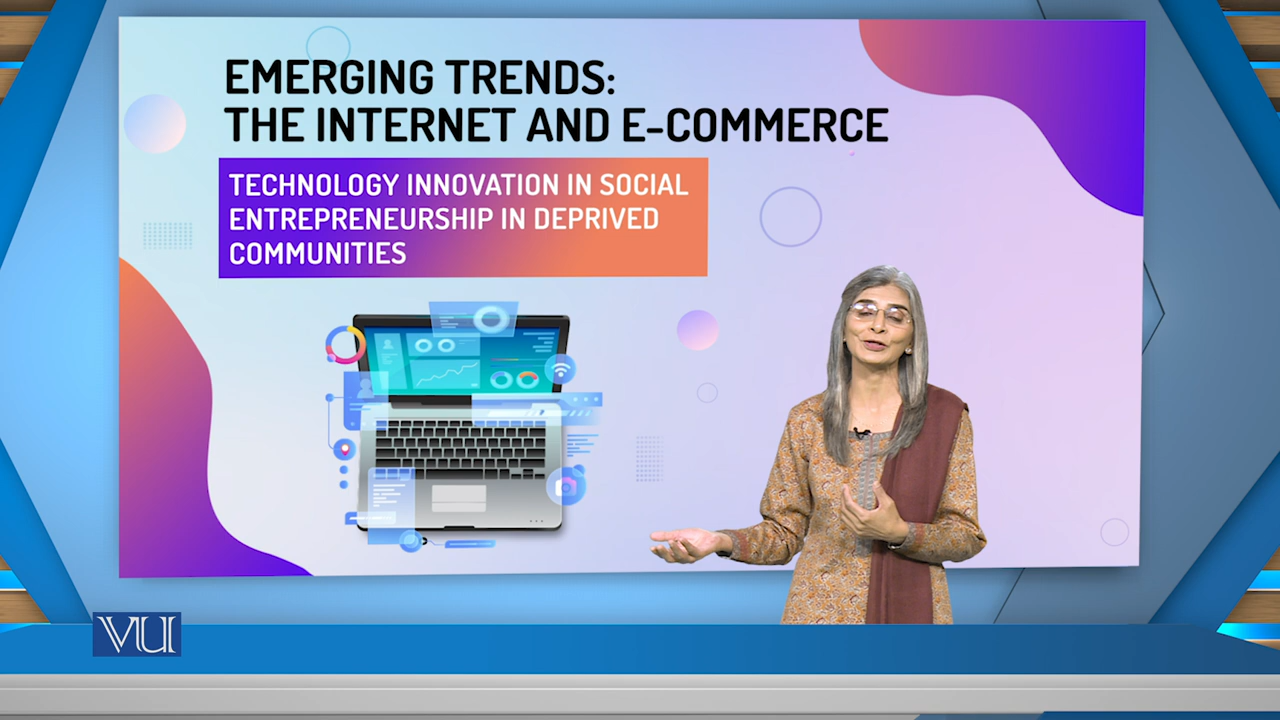 EMERGING TRENDS:
THE INTERNET AND E-COMMERCE
TECHNOLOGY INNOVATION IN SOCIAL
ENTREPRENEURSHIP IN DEPRIVED
COMMUNITIES
VU